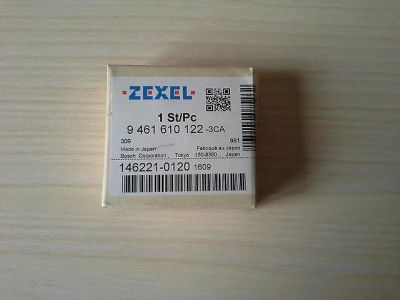 ZEXEL
1 St/Pc
9 461 610 122 -3CA
309 961
Made in Japan Fabriqué au Japon
Bosch Corporation, Tokyo 150-8360 Japan
146221-0120 1609